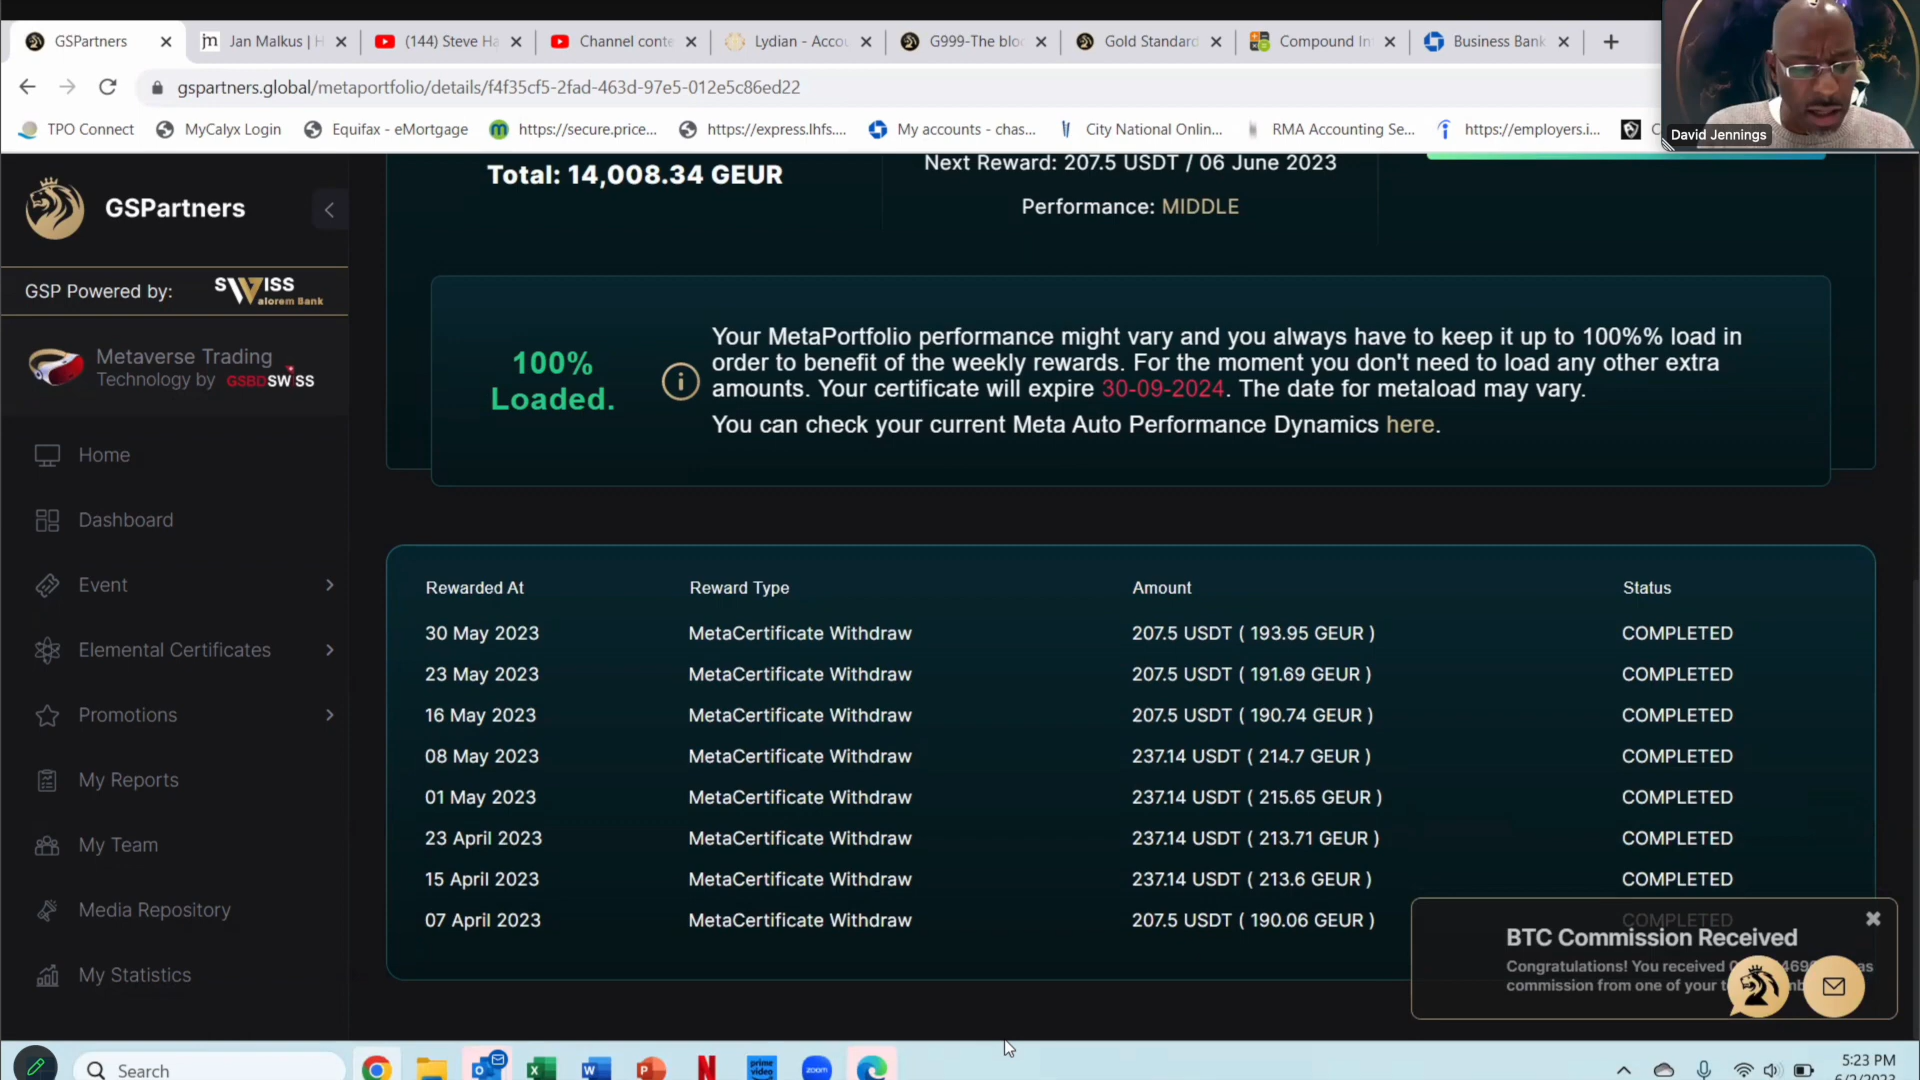 GSPartners
Jan Malkus | H
(144) Steve Ha
Channel conte
Lydian - Accou
G999-The blo
Gold Standard
Compound In
Business Bank
gspartners.global/metaportfolio/details/f4f35cf5-2fad-463d-97e5-012e5c86ed22
TPO Connect
MyCalyx Login
Equifax - eMortgage
https://secure.price...
https://express.lhfs....
My accounts - chas...
City National Onlin...
RMA Accounting Se...
https://employers.i...
David Jennings
GSPartners
GSP Powered by:
SWISS
Valorem Bank
Metaverse Trading
Technology by GSBDSWISS
Home
Dashboard
Event
Elemental Certificates
Promotions
My Reports
My Team
Media Repository
My Statistics
Total: 14,008.34 GEUR
Next Reward: 207.5 USDT / 06 June 2023
Performance: MIDDLE
100%
Loaded.
Your MetaPortfolio performance might vary and you always have to keep it up to 100%% load in
order to benefit of the weekly rewards. For the moment you don't need to load any other extra
amounts. Your certificate will expire 30-09-2024. The date for metaload may vary.
You can check your current Meta Auto Performance Dynamics here.
Rewarded At Reward Type Amount Status
30 May 2023 MetaCertificate Withdraw 207.5 USDT ( 193.95 GEUR ) COMPLETED
23 May 2023 MetaCertificate Withdraw 207.5 USDT ( 191.69 GEUR ) COMPLETED
16 May 2023 MetaCertificate Withdraw 207.5 USDT ( 190.74 GEUR ) COMPLETED
08 May 2023 MetaCertificate Withdraw 237.14 USDT ( 214.7 GEUR ) COMPLETED
01 May 2023 MetaCertificate Withdraw 237.14 USDT ( 215.65 GEUR ) COMPLETED
23 April 2023 MetaCertificate Withdraw 237.14 USDT ( 213.71 GEUR ) COMPLETED
15 April 2023 MetaCertificate Withdraw 237.14 USDT ( 213.6 GEUR ) COMPLETED
07 April 2023 MetaCertificate Withdraw 207.5 USDT ( 190.06 GEUR ) COMPLETED
BTC Commission Received
Congratulations! You received as
commission from one of your
Search
prime video
zoom
5:23 PM